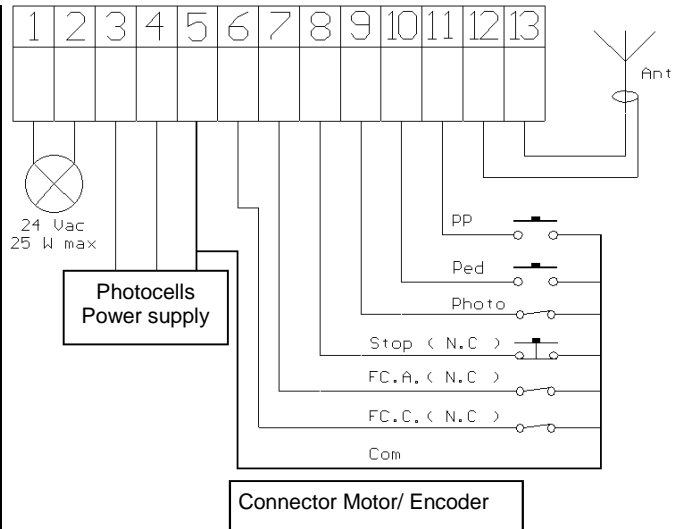 1 2 3 4 5 6 7 8 9 10 11 12 13
Ant
24 Vac
25 W max
PP
Ped
Photocells
Power supply
Photo
Stop ( N.C )
FC.A. ( N.C )
FC.C. ( N.C )
Com
Connector Motor/ Encoder